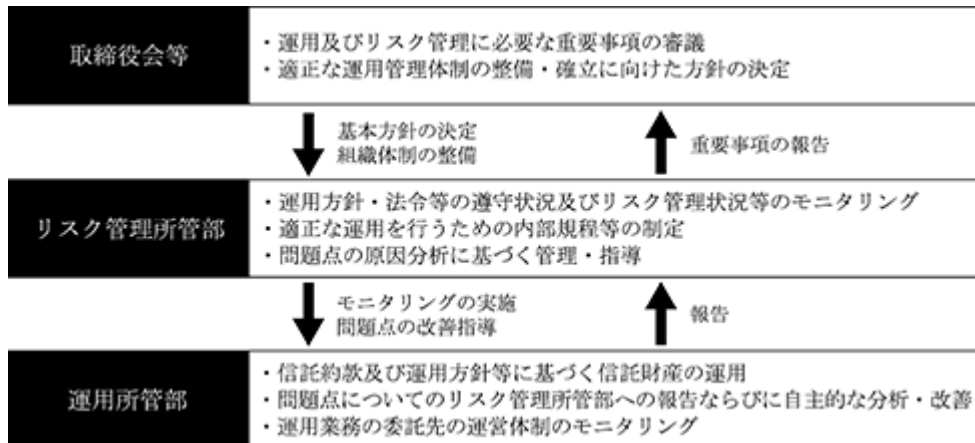 取締役会等
・運用及びリスク管理に必要な重要事項の審議
・適正な運用管理体制の整備・確立に向けた方針の決定
基本方針の決定
組織体制の整備
重要事項の報告
リスク管理所管部
・運用方針・法令等の遵守状況及びリスク管理状況等のモニタリング
・適正な運用を行うための内部規程等の制定
・問題点の原因分析に基づく管理・指導
モニタリングの実施
問題点の改善指導
報告
運用所管部
・信託約款及び運用方針等に基づく信託財産の運用
・問題点についてのリスク管理所管部への報告ならびに自主的な分析・改善
・運用業務の委託先の運営体制のモニタリング